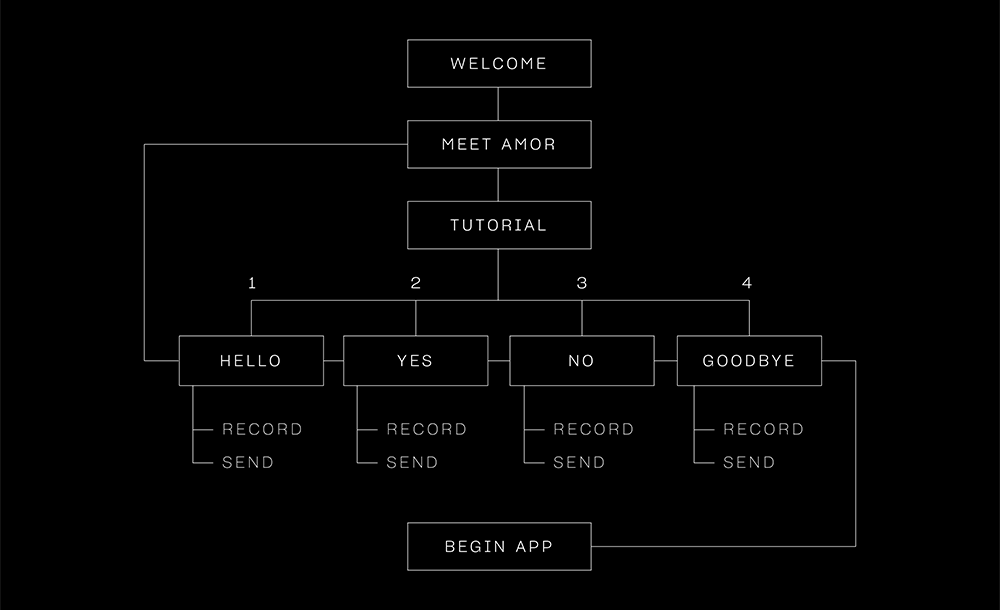 WELCOME
MEET AMOR
TUTORIAL
1 2 3 4
HELLO YES NO GOODBYE
RECORD RECORD RECORD RECORD
SEND SEND SEND SEND
BEGIN APP